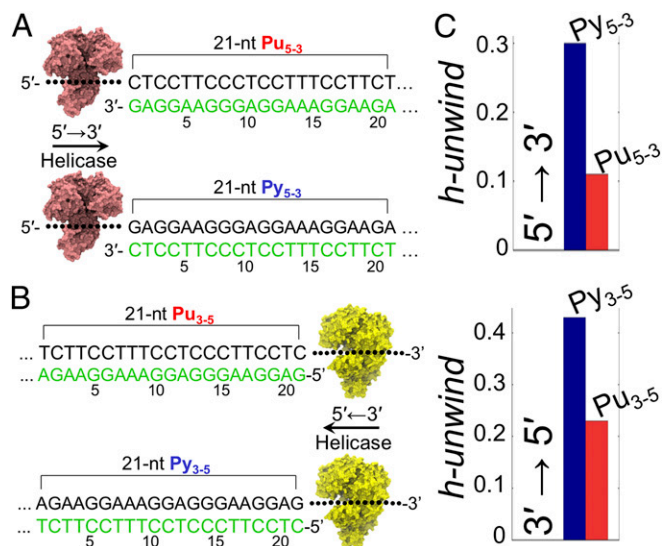 A
21-nt Pu5-3
5′-
CTCCTTCCCTCCTTTCCTTCT...
3′-
GAGGAAGGGAGGAAAGGAAGA ...
5 10 15 20
5′→3′
Helicase
21-nt Py5-3
5′-
GAGGAAGGGAGGAAAGGAAGA ...
3′-
CTCCTTCCCTCCTTTCCTTCT...
5 10 15 20
B
21-nt Pu3-5
... TCTTCCTTTCCTCCCTTCCTC
-3′
... AGAAGGAAAGGAGGGAAGGAG-5′
5 10 15 20
5′←3′
Helicase
21-nt Py3-5
... AGAAGGAAAGGAGGGAAGGAG
-3′
... TCTTCCTTTCCTCCCTTCCTC-5′
5 10 15 20
C
h-unwind
0.3
0.2
0.1
0
5′ → 3′
Py5-3
Pu5-3
h-unwind
0.4
0.2
0
3′ → 5′
Py3-5
Pu3-5